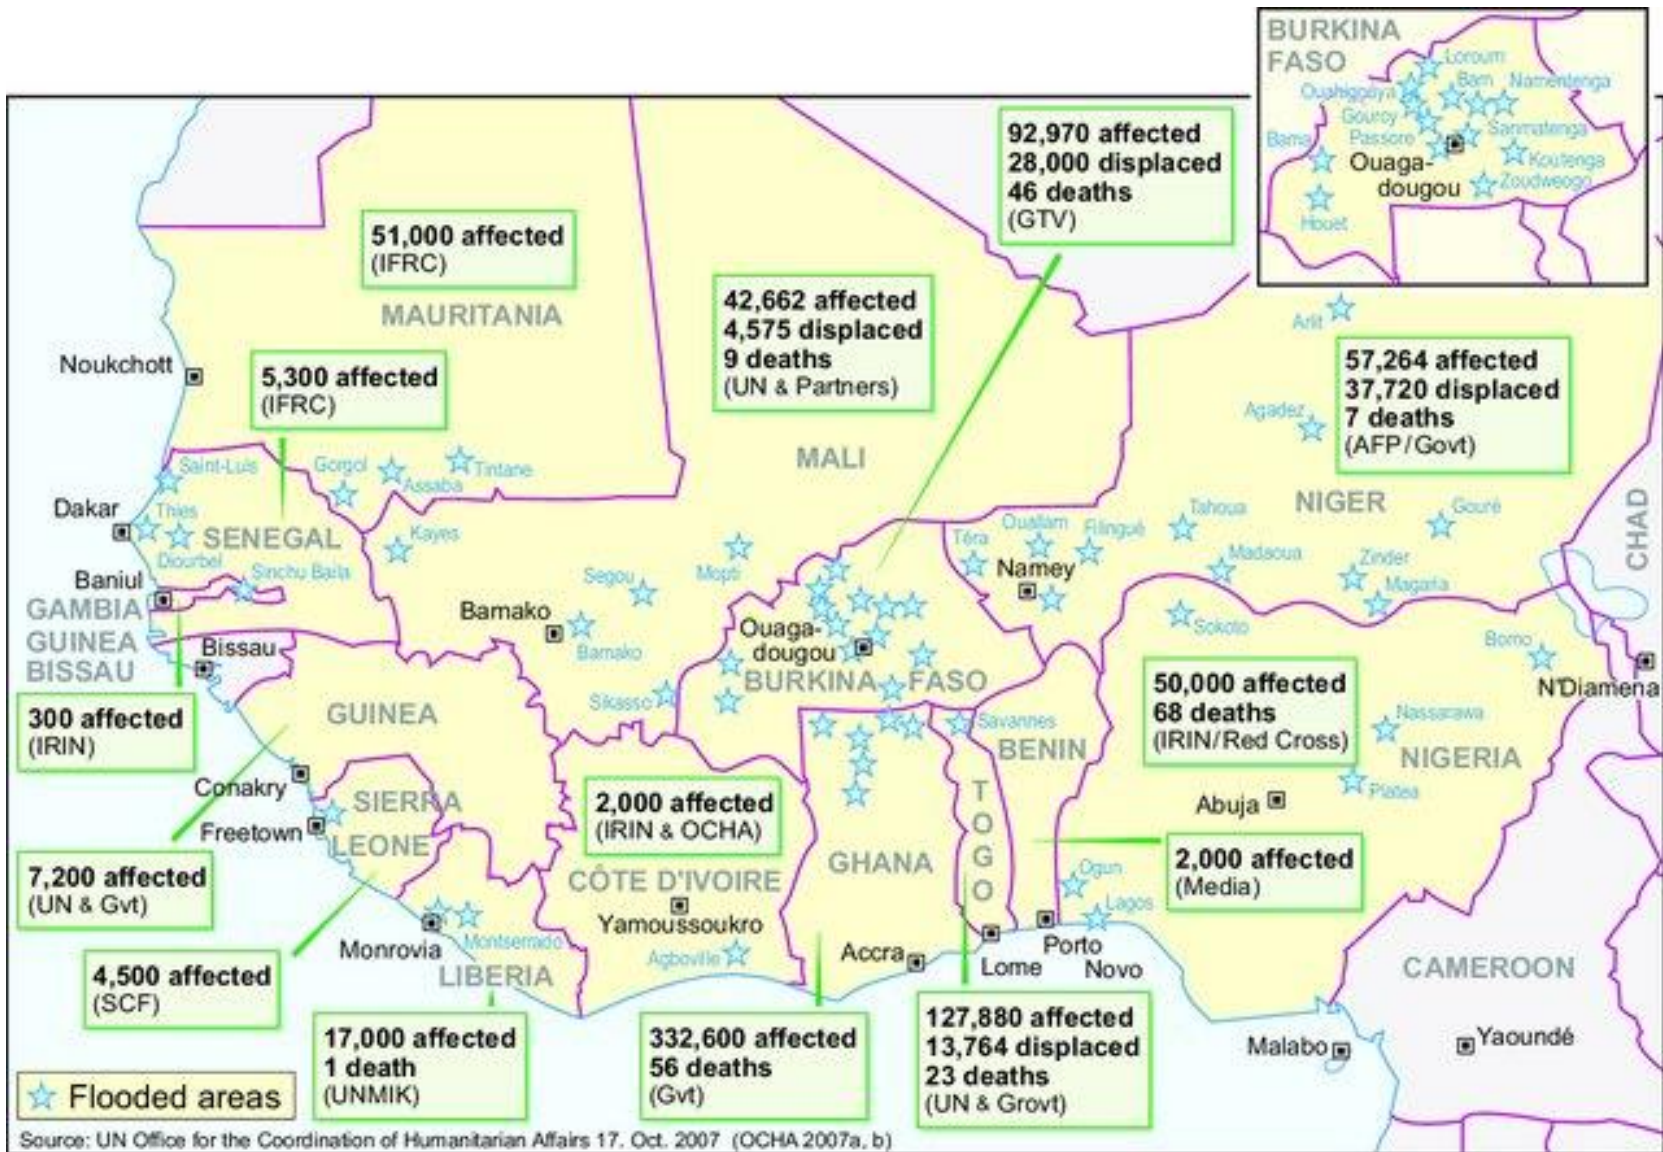 BURKINA
FASO
Loroum
Bam
Namentenga
Ouahigouya
Gouroy
Passore
Sanmatenga
Bama
Koutenga
Ouaga-
dougou
Zoudweogo
Houet
92,970 affected
28,000 displaced
46 deaths
(GTV)
51,000 affected
(IFRC)
MAURITANIA
42,662 affected
4,575 displaced
9 deaths
(UN & Partners)
Arlit
57,264 affected
37,720 displaced
7 deaths
(AFP/Govt)
Noukchott
5,300 affected
(IFRC)
Agadez
MALI
NIGER
CHAD
Saint-Luis
Gorgol
Assaba
Tintane
Dakar
Thies
SENEGAL
Diourbel
Kayes
Ouallam
Filingué
Téra
Tahoua
Gouré
Madaoua
Zinder
Magaria
Namey
Mopti
Segou
Baniul
Sinchu Baila
GAMBIA
GUINEA
BISSAU
Bissau
Bamako
Bamako
Ouaga-
dougou
BURKINA FASO
Sikasso
Sokoto
Borno
N'Diamena
50,000 affected
68 deaths
(IRIN/Red Cross)
Nassarawa
NIGERIA
Platea
Abuja
300 affected
(IRIN)
GUINEA
Savannes
BENIN
TOGO
Conakry
SIERRA
LEONE
Freetown
2,000 affected
(IRIN & OCHA)
GHANA
CÔTE D'IVOIRE
Yamoussoukro
2,000 affected
(Media)
7,200 affected
(UN & Gvt)
Ogun
Lagos
Monrovia
Montserrado
LIBERIA
Agboville
Accra
Lome
Porto
Novo
CAMEROON
4,500 affected
(SCF)
17,000 affected
1 death
(UNMIK)
332,600 affected
56 deaths
(Gvt)
127,880 affected
13,764 displaced
23 deaths
(UN & Grovt)
Malabo
Yaoundé
Flooded areas
Source: UN Office for the Coordination of Humanitarian Affairs 17. Oct. 2007 (OCHA 2007a, b)